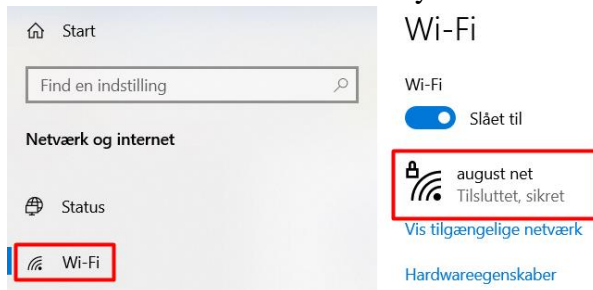 Start
Find en indstilling
Netværk og internet
Status
Wi-Fi
Wi-Fi
Wi-Fi
Slået til
august net
Tilsluttet, sikret
Vis tilgængelige netværk
Hardwareegenskaber